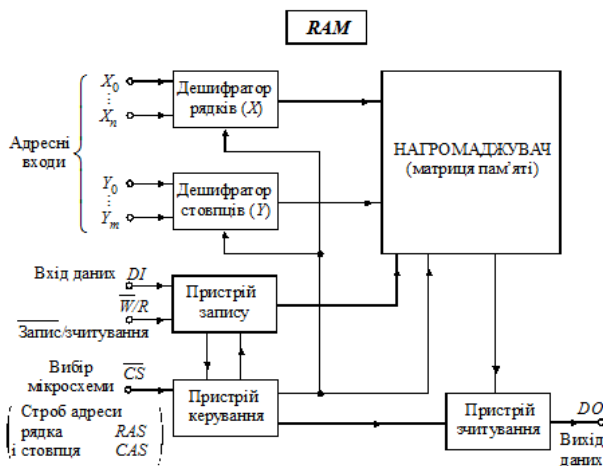 RAM
X0
Xn
Адресні
входи
Y0
Ym
Дешифратор
рядків (X)
Дешифратор
стовпців (Y)
НАГРОМАДЖУВАЧ
(матриця пам’яті)
Вхід даних DI
W/R
Запис/зчитування
Пристрій
запису
Вибір
мікросхеми
CS
Строб адреси
рядка RAS
і стовпця CAS
Пристрій
керування
Пристрій
зчитування
DO
Вихід
даних